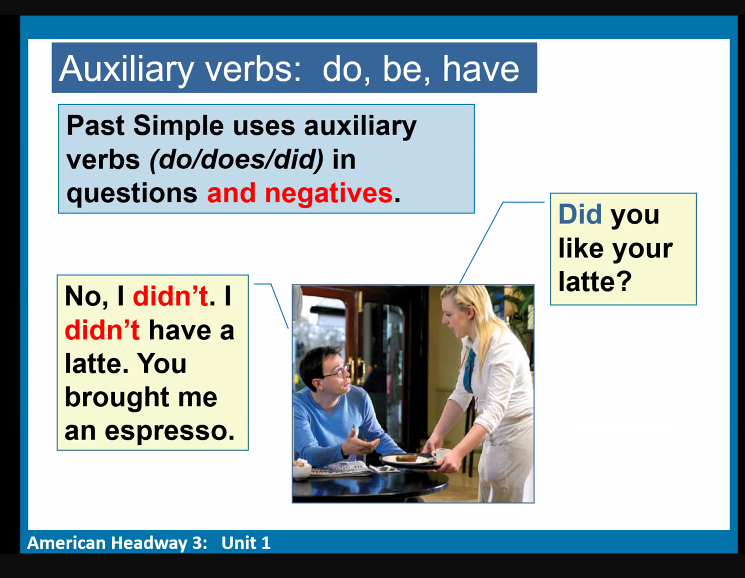 Auxiliary verbs: do, be, have
Past Simple uses auxiliary
verbs (do/does/did) in
questions and negatives.
Did you
like your
latte?
No, I didn’t. I
didn’t have a
latte. You
brought me
an espresso.
American Headway 3: Unit 1